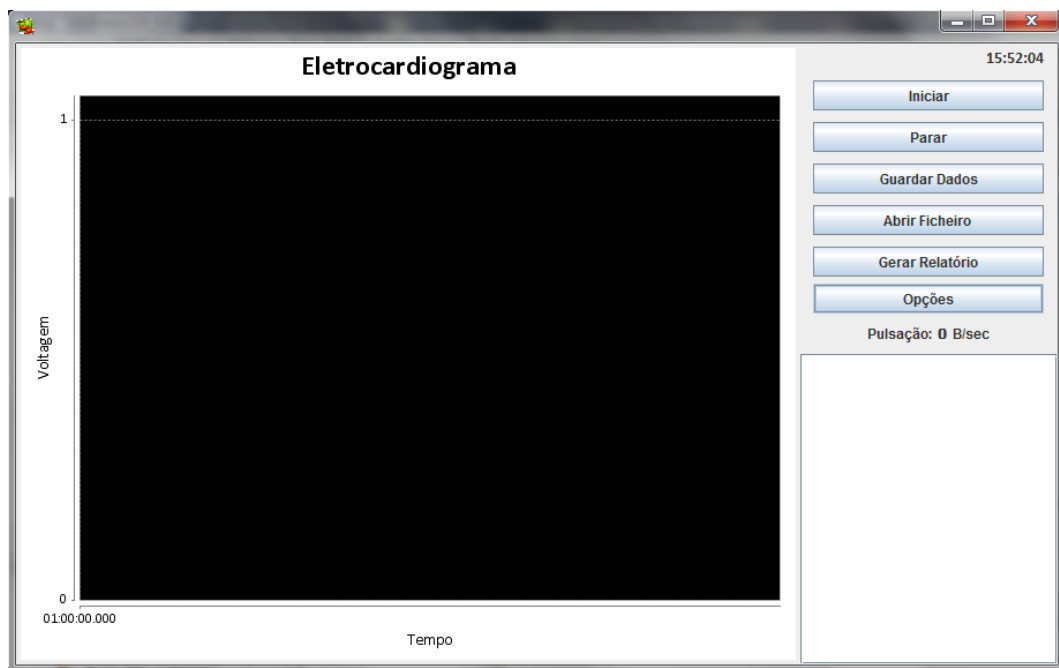 Eletrocardiograma
1
Voltagem
0
01:00:00.000
Tempo
15:52:04
Iniciar
Parar
Guardar Dados
Abrir Ficheiro
Gerar Relatório
Opções
Pulsação: 0 B/sec